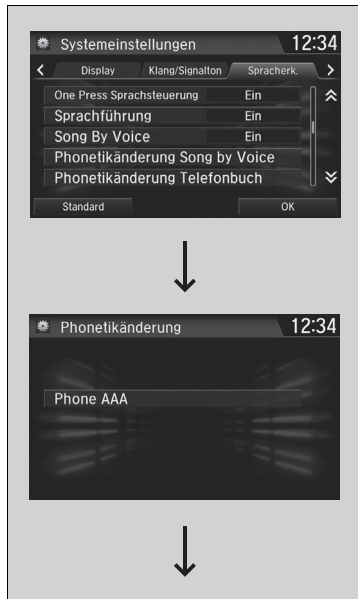 Systemeinstellungen 12:34
Display Klang/Signalton Spracherk.
One Press Sprachsteuerung Ein
Sprachführung Ein
Song By Voice Ein
Phonetikänderung Song by Voice
Phonetikänderung Telefonbuch
Standard OK
Phonetikänderung 12:34
Phone AAA